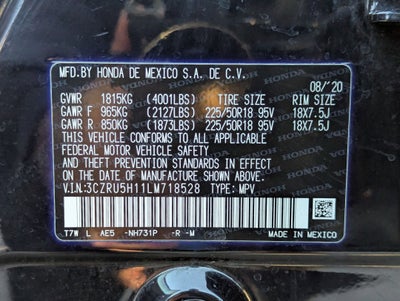 MFD.BY HONDA DE MEXICO S.A. DE C.V.
08/'20
GVWR 1815KG (4001LBS) TIRE SIZE RIM SIZE
GAWR F 965KG (2127LBS) 225/50R18 95V 18X7.5J
GAWR R 850KG (1873LBS) 225/50R18 95V 18X7.5J
THIS VEHICLE CONFORMS TO ALL APPLICABLE FEDERAL
MOTOR VEHICLE SAFETY AND THEFT
PREVENTION STANDARDS IN EFFECT ON THE
DATE OF MANUFACTURE SHOWN ABOVE.
V.I.N:3CZRU5H11LM718528 TYPE:MPV
T7W L AE5 -NH731P -R -M MADE IN MEXICO